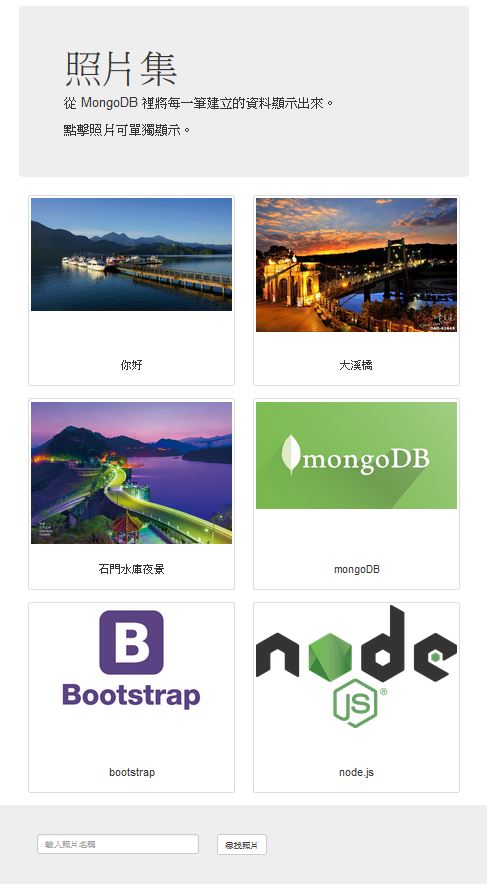 照片集
從 MongoDB 裡將每一筆建立的資料顯示出來。
點擊照片可單獨顯示。
你好
大溪橋
mongoDB
石門水庫夜景
mongoDB
B
Bootstrap
bootstrap
node
JS
®
node.js
輸入照片名稱
尋找照片